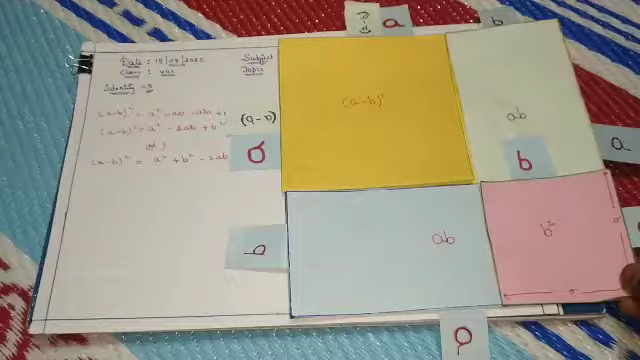 a
b
Date : 15/09/2020
Subject
Class : VIII
Topic
Identity - II
(a-b)² = a² - ab - ab +
(a-b)² = a² - 2ab + b²
(or)
(a-b)² = a² + b² - 2ab
(a-b)
(a-b)²
ab
b
a
b
ab
b²
b
b
a